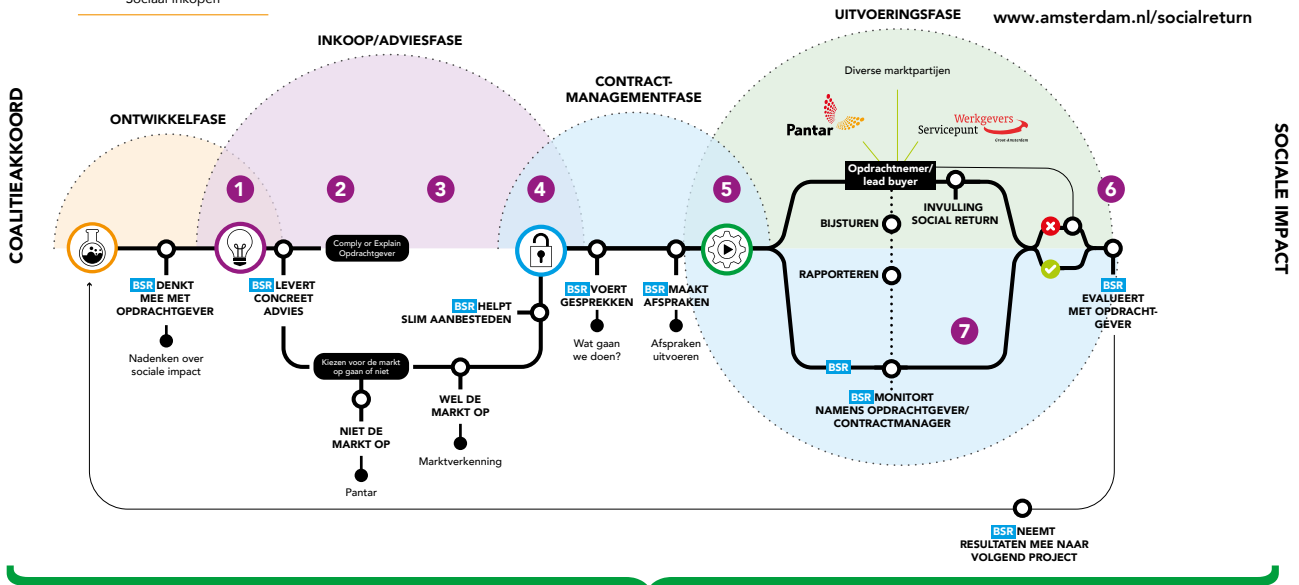 Sociaal inkopen
www.amsterdam.nl/socialreturn
COALITIEAKKOORD
ONTWIKKELFASE
INKOOP/ADVIESFASE
CONTRACT-
MANAGEMENTFASE
UITVOERINGSFASE
SOCIALE IMPACT
1
2
3
4
5
6
7
BSR DENKT
MEE MET
OPDRACHTGEVER
Nadenken over
sociale impact
BSR LEVERT
CONCREET
ADVIES
Comply or Explain
Opdrachtgever
Kiezen voor de markt
op gaan of niet
NIET DE
MARKT OP
Pantar
WEL DE
MARKT OP
Marktverkenning
BSR HELPT
SLIM AANBESTEDEN
BSR VOERT
GESPREKKEN
Wat gaan
we doen?
BSR MAAKT
AFSPRAKEN
Afspraken
uitvoeren
Diverse marktpartijen
Pantar
Werkgevers
Servicepunt
Groot-Amsterdam
Opdrachtnemer/
lead buyer
INVULLING
SOCIAL RETURN
BIJSTUREN
RAPPORTEREN
BSR
BSR MONITORT
NAMENS OPDRACHTGEVER/
CONTRACTMANAGER
BSR
EVALUEERT
MET OPDRACHT-
GEVER
BSR NEEMT
RESULTATEN MEE NAAR
VOLGEND PROJECT